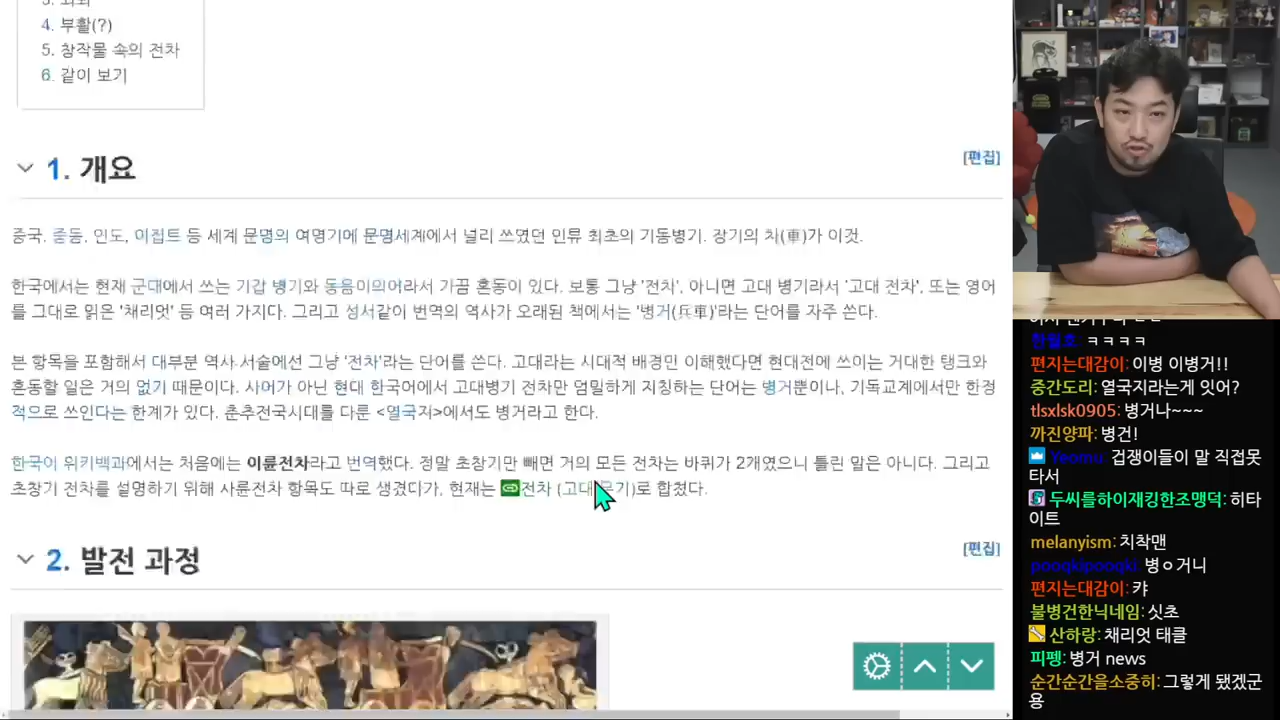 4. 부활(?)
5. 창작물 속의 전차
6. 같이 보기
1. 개요
[편집]
중국, 중동, 인도, 이집트 등 세계 문명의 여명기에 문명세계에서 널리 쓰였던 인류 최초의 기동병기. 장기의 차(車)가 이것.
한국에서는 현재 군대에서 쓰는 기갑 병기와 동음이의어라서 가끔 혼동이 있다. 보통 그냥 '전차', 아니면 고대 병기라서 '고대 전차', 또는 영어
를 그대로 읽은 '채리엇' 등 여러 가지다. 그리고 성서같이 번역의 역사가 오래된 책에서는 '병거(兵車)'라는 단어를 자주 쓴다.
본 항목을 포함해서 대부분 역사 서술에선 그냥 '전차'라는 단어를 쓴다. 고대라는 시대적 배경만 이해했다면 현대전에 쓰이는 거대한 탱크와
혼동할 일은 거의 없기 때문이다. 사어가 아닌 현대 한국어에서 고대병기 전차만 엄밀하게 지칭하는 단어는 병거뿐이나, 기독교계에서만 한정
적으로 쓰인다는 한계가 있다. 춘추전국시대를 다룬 <열국지>에서도 병거라고 한다.
한국어 위키백과에서는 처음에는 이륜전차라고 번역했다. 정말 초창기만 빼면 거의 모든 전차는 바퀴가 2개였으니 틀린 말은 아니다. 그리고
초창기 전차를 설명하기 위해 사륜전차 항목도 따로 생겼다가, 현재는 전차 (고대 무기)로 합쳤다.
2. 발전 과정
[편집]
ㅋㅋㅋㅋ
편지는대감이: 이병 이병거!!
중간도리: 열국지라는게 잇어?
tlsxlsk0905: 병거나~~~
까진양파: 병건!
Yeomu: 겁쟁이들이 말 직접못
타서
두씨를하이재킹한조맹덕: 히타
이트
melanyism: 치착맨
pooqkipooqki: 병ㅇ거니
편지는대감이: 캬
불병건한닉네임: 싯초
산하랑: 채리엇 태클
피펭: 병거 news
순간순간을소중히: 그렇게 됐겠군
용